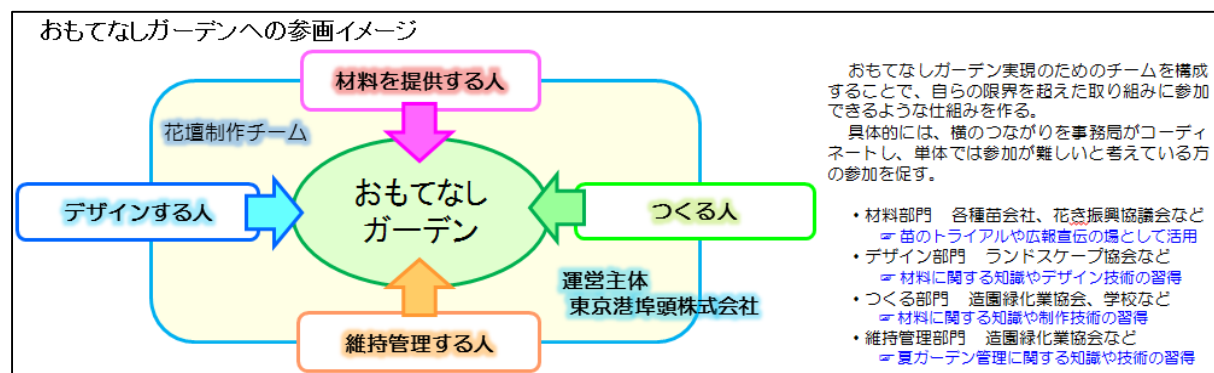 おもてなしガーデンへの参画イメージ
材料を提供する人
花壇制作チーム
デザインする人
おもてなし
ガーデン
つくる人
運営主体
東京港埠頭株式会社
維持管理する人
おもてなしガーデン実現のためのチームを構成
することで、自らの限界を超えた取り組みに参加
できるような仕組みを作る。
具体的には、横のつながりを事務局がコーディ
ネートし、単体では参加が難しいと考えている方
の参加を促す。
・材料部門　各種苗会社、花き振興協議会など
☞苗のトライアルや広報宣伝の場として活用
・デザイン部門　ランドスケープ協会など
☞材料に関する知識やデザイン技術の習得
・つくる部門　造園緑化業協会、学校など
☞材料に関する知識や制作技術の習得
・維持管理部門　造園緑化業協会など
☞夏ガーデン管理に関する知識や技術の習得